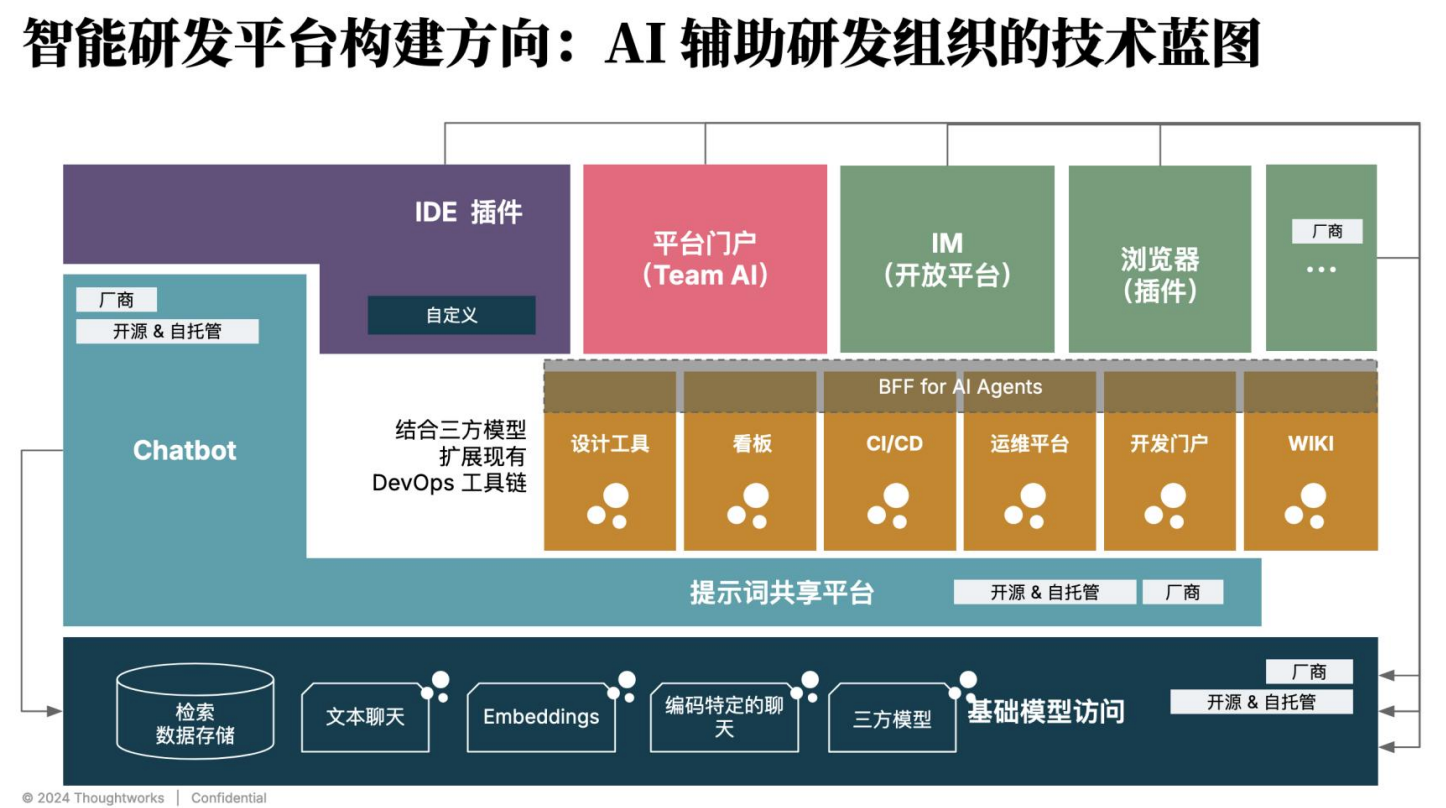 智能研发平台构建方向：AI 辅助研发组织的技术蓝图
IDE 插件
自定义
平台门户
（Team AI）
IM
（开放平台）
浏览器
（插件）
厂商
...
厂商
开源 & 自托管
Chatbot
结合三方模型
扩展现有
DevOps 工具链
BFF for AI Agents
设计工具
看板
CI/CD
运维平台
开发门户
WIKI
提示词共享平台
开源 & 自托管
厂商
检索
数据存储
文本聊天
Embeddings
编码特定的聊
天
三方模型
基础模型访问
厂商
开源 & 自托管
© 2024 Thoughtworks | Confidential